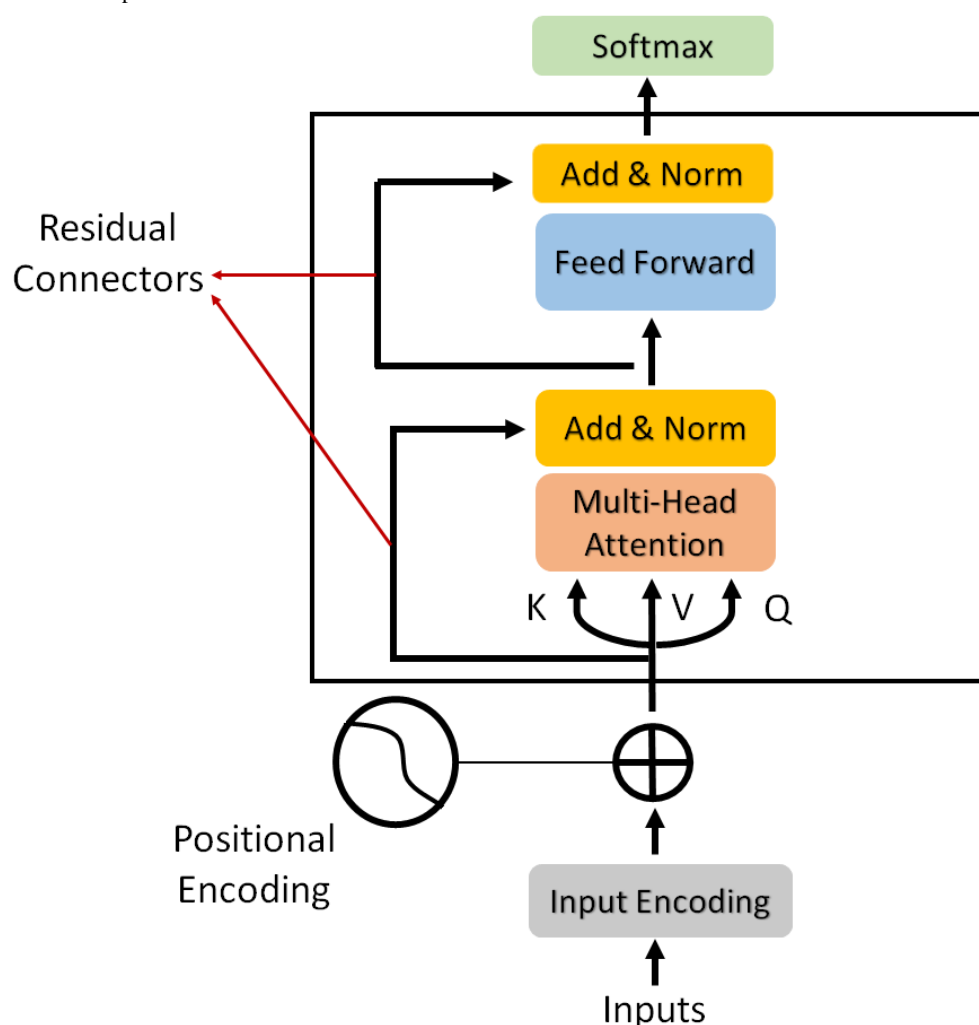 Softmax
Add & Norm
Residual
Connectors
Feed Forward
Add & Norm
Multi-Head
Attention
K
V
Q
Positional
Encoding
Input Encoding
Inputs